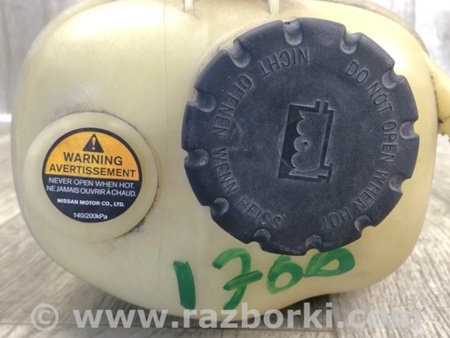 WARNING
AVERTISSEMENT
NEVER OPEN WHEN HOT.
NE JAMAIS OUVRIR À CHAUD.
NISSAN MOTOR CO., LTD.
140/200kPa
NICHT ÖFFNEN WENN HEISS
DO NOT OPEN WHEN HOT
1766
www.razborki.com